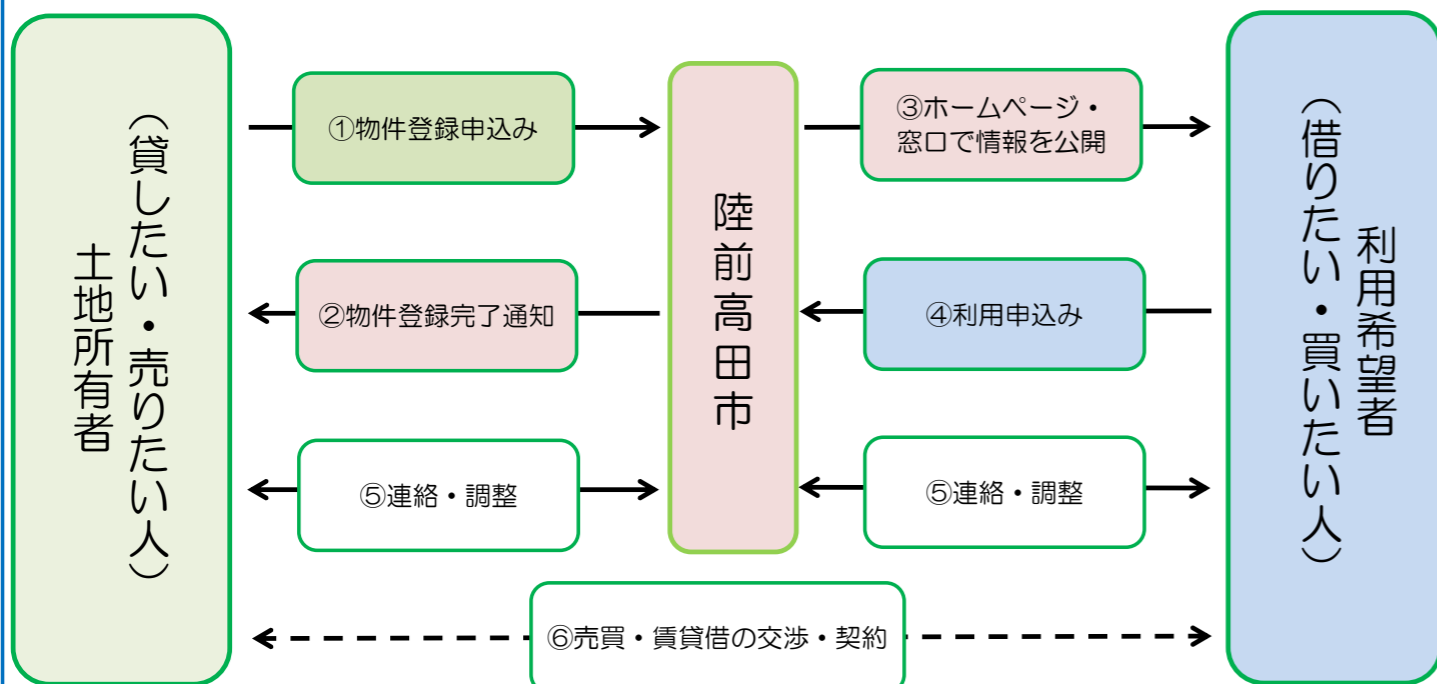 土地所有者
（貸したい・売りたい人）
①物件登録申込み
②物件登録完了通知
⑤連絡・調整
陸前高田市
③ホームページ・
窓口で情報を公開
④利用申込み
⑤連絡・調整
利用希望者
（借りたい・買いたい人）
⑥売買・賃貸借の交渉・契約